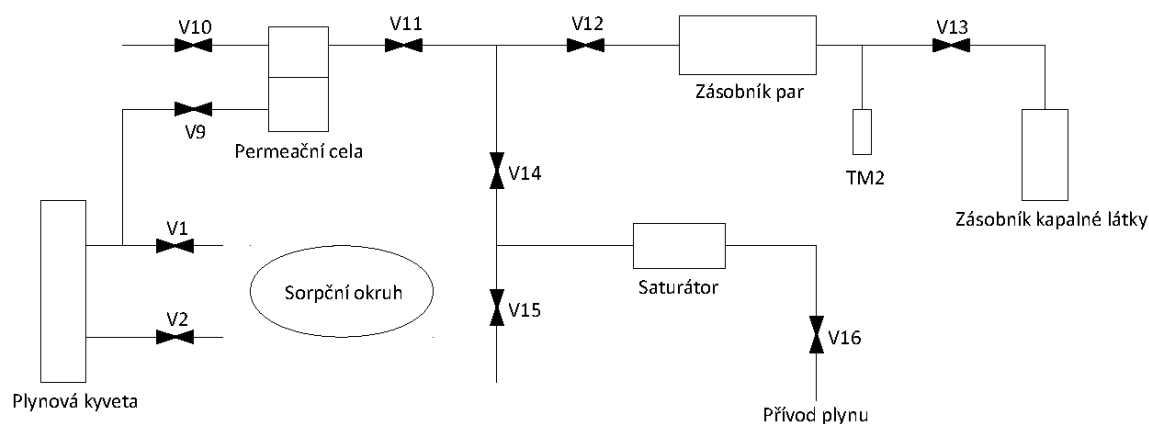 V10
V11
V12
V13
V9
Permeační cela
Zásobník par
TM2
Zásobník kapalné látky
V14
V1
V2
Sorpční okruh
Saturátor
V15
V16
Plynová kyveta
Přívod plynu